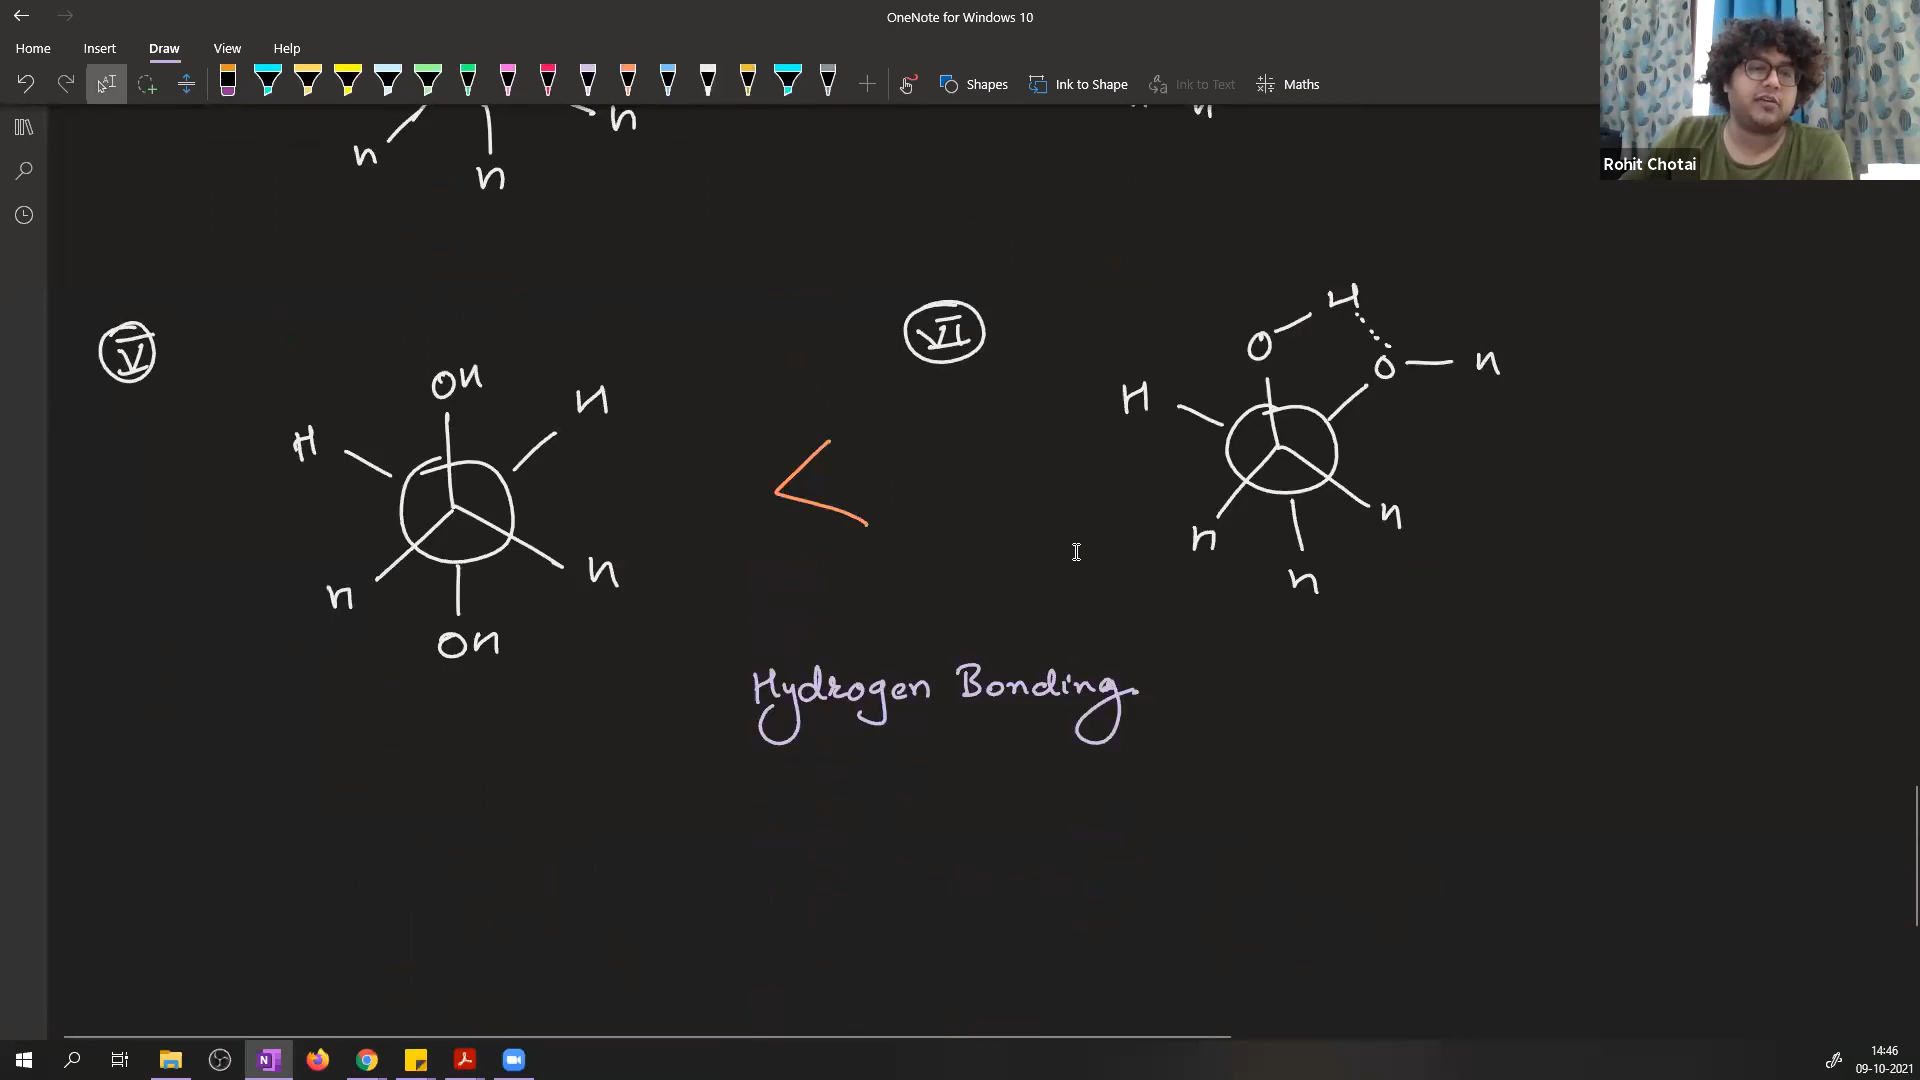 OneNote for Windows 10
Home Insert Draw View Help
Shapes Ink to Shape Ink to Text Maths
Rohit Chotai
n n n
n
V
OH H
H
n n
OH
VI
O H
O n
H
n n
n
Hydrogen Bonding
14:46
09-10-2021